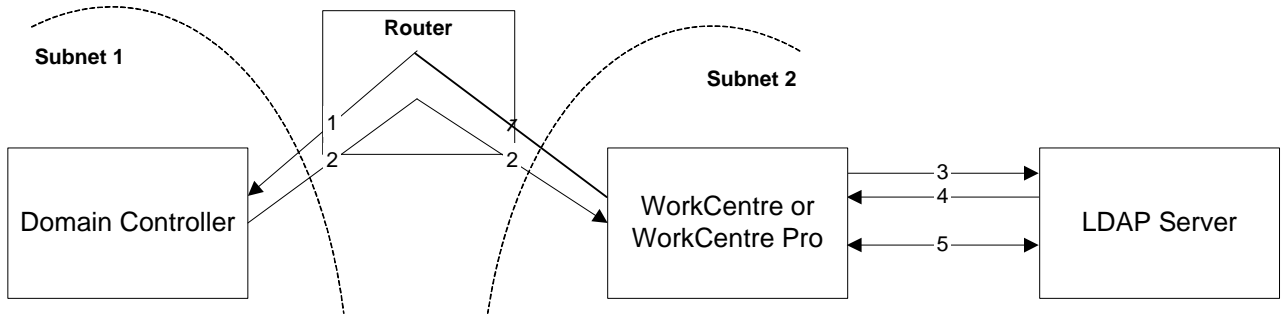 Router
Subnet 1
Subnet 2
1
2
2
Domain Controller
WorkCentre or
WorkCentre Pro
3
4
5
LDAP Server